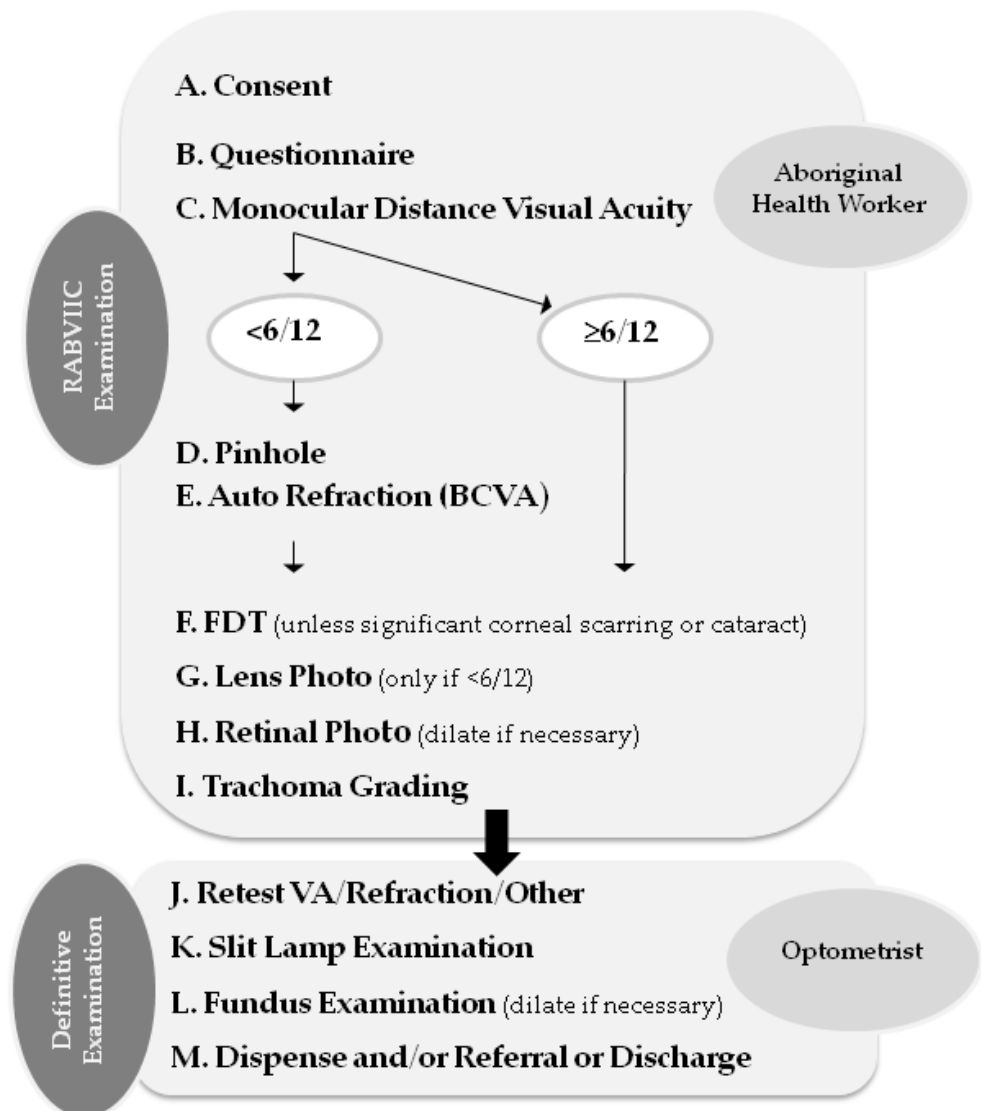 A. Consent
B. Questionnaire
C. Monocular Distance Visual Acuity
Aboriginal
Health Worker
RABVIIC
Examination
<6/12
≥6/12
D. Pinhole
E. Auto Refraction (BCVA)
F. FDT (unless significant corneal scarring or cataract)
G. Lens Photo (only if <6/12)
H. Retinal Photo (dilate if necessary)
I. Trachoma Grading
Definitive
Examination
J. Retest VA/Refraction/Other
K. Slit Lamp Examination
Optometrist
L. Fundus Examination (dilate if necessary)
M. Dispense and/or Referral or Discharge